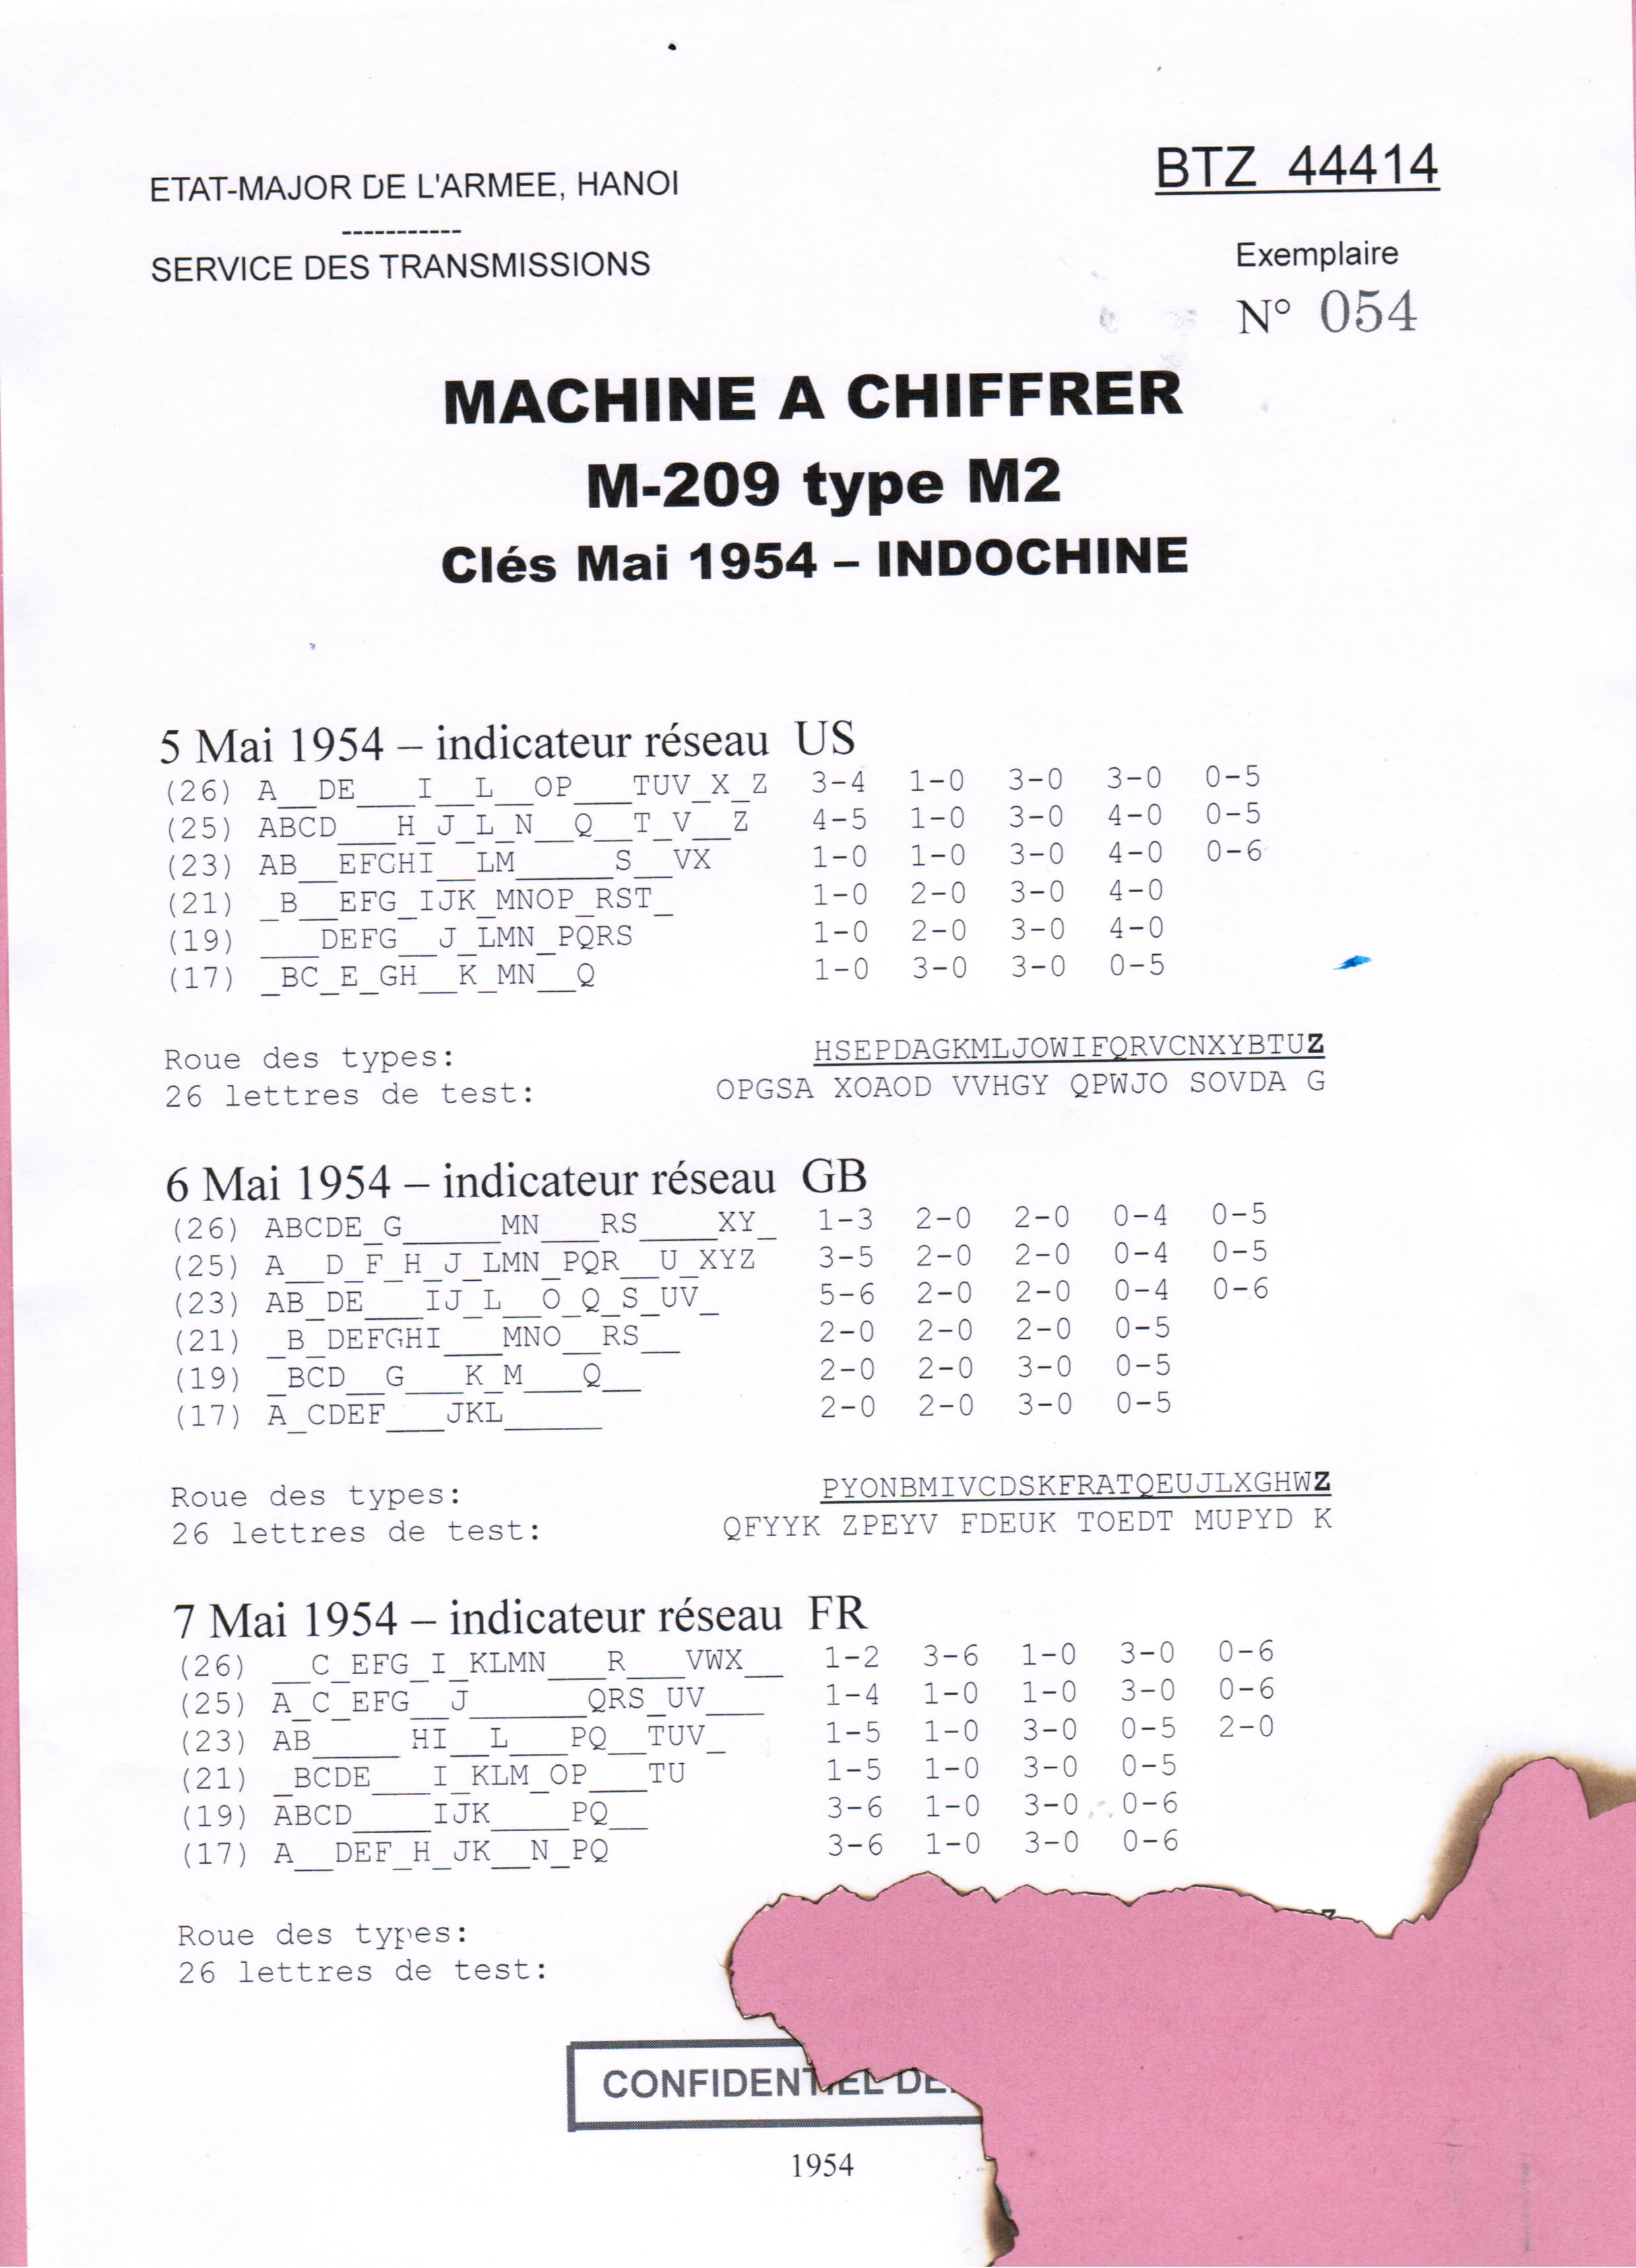 ETAT-MAJOR DE L'ARMEE, HANOI
-----------
SERVICE DES TRANSMISSIONS
BTZ 44414
Exemplaire
N° 054
MACHINE A CHIFFRER
M-209 type M2
Clés Mai 1954 – INDOCHINE
5 Mai 1954 – indicateur réseau US
(26) A__DE___I__L__OP___TUV_X_Z 3-4 1-0 3-0 3-0 0-5
(25) ABCD___H_J_L_N__Q__T_V__Z 4-5 1-0 3-0 4-0 0-5
(23) AB__EFGHI__LM_____S__VX 1-0 1-0 3-0 4-0 0-6
(21) _B__EFG_IJK_MNOP_RST_ 1-0 2-0 3-0 4-0
(19) ___DEFG__J_LMN_PQRS 1-0 2-0 3-0 4-0
(17) _BC_E_GH__K_MN__Q 1-0 3-0 3-0 0-5
Roue des types: HSEPDAGKMLJOWIFQRVCNXYBTUZ
26 lettres de test: OPGSA XOAOD VVHGY QPWJO SOVDA G
6 Mai 1954 – indicateur réseau GB
(26) ABCDE_G_____MN___RS____XY_ 1-3 2-0 2-0 0-4 0-5
(25) A__D_F_H_J_LMN_PQR__U_XYZ 3-5 2-0 2-0 0-4 0-5
(23) AB_DE___IJ_L__O_Q_S_UV_ 5-6 2-0 2-0 0-4 0-6
(21) _B_DEFGHI___MNO__RS__ 2-0 2-0 2-0 0-5
(19) _BCD__G___K_M___Q__ 2-0 2-0 3-0 0-5
(17) A_CDEF___JKL_____ 2-0 2-0 3-0 0-5
Roue des types: PYONBMIVCDSKFRATQEUJLXGHWZ
26 lettres de test: QFYYK ZPEYV FDEUK TOEDT MUPYD K
7 Mai 1954 – indicateur réseau FR
(26) __C_EFG_I_KLMN___R___VWX__ 1-2 3-6 1-0 3-0 0-6
(25) A_C_EFG__J______QRS_UV___ 1-4 1-0 1-0 3-0 0-6
(23) AB_____HI__L___PQ__TUV_ 1-5 1-0 3-0 0-5 2-0
(21) _BCDE___I_KLM_OP___TU 1-5 1-0 3-0 0-5
(19) ABCD____IJK____PQ__ 3-6 1-0 3-0 0-6
(17) A__DEF_H_JK__N_PQ 3-6 1-0 3-0 0-6
Roue des types:
26 lettres de test:
CONFIDENTIEL
1954